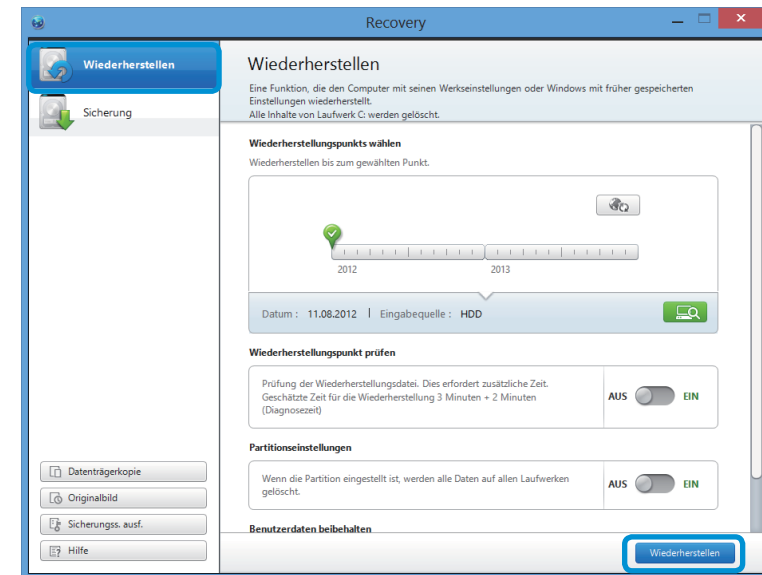 Recovery
Wiederherstellen
Sicherung
Datenträgerkopie
Originalbild
Sicherungss. ausf.
Hilfe
Wiederherstellen
Eine Funktion, die den Computer mit seinen Werkseinstellungen oder Windows mit früher gespeicherten
Einstellungen wiederherstellt.
Alle Inhalte von Laufwerk C: werden gelöscht.
Wiederherstellungspunkts wählen
Wiederherstellen bis zum gewählten Punkt.
2012 2013
Datum : 11.08.2012 | Eingabequelle : HDD
Wiederherstellungspunkt prüfen
Prüfung der Wiederherstellungsdatei. Dies erfordert zusätzliche Zeit.
Geschätzte Zeit für die Wiederherstellung 3 Minuten + 2 Minuten
(Diagnosezeit)
AUS EIN
Partitionseinstellungen
Wenn die Partition eingestellt ist, werden alle Daten auf allen Laufwerken
gelöscht.
AUS EIN
Benutzerdaten beibehalten
Wiederherstellen